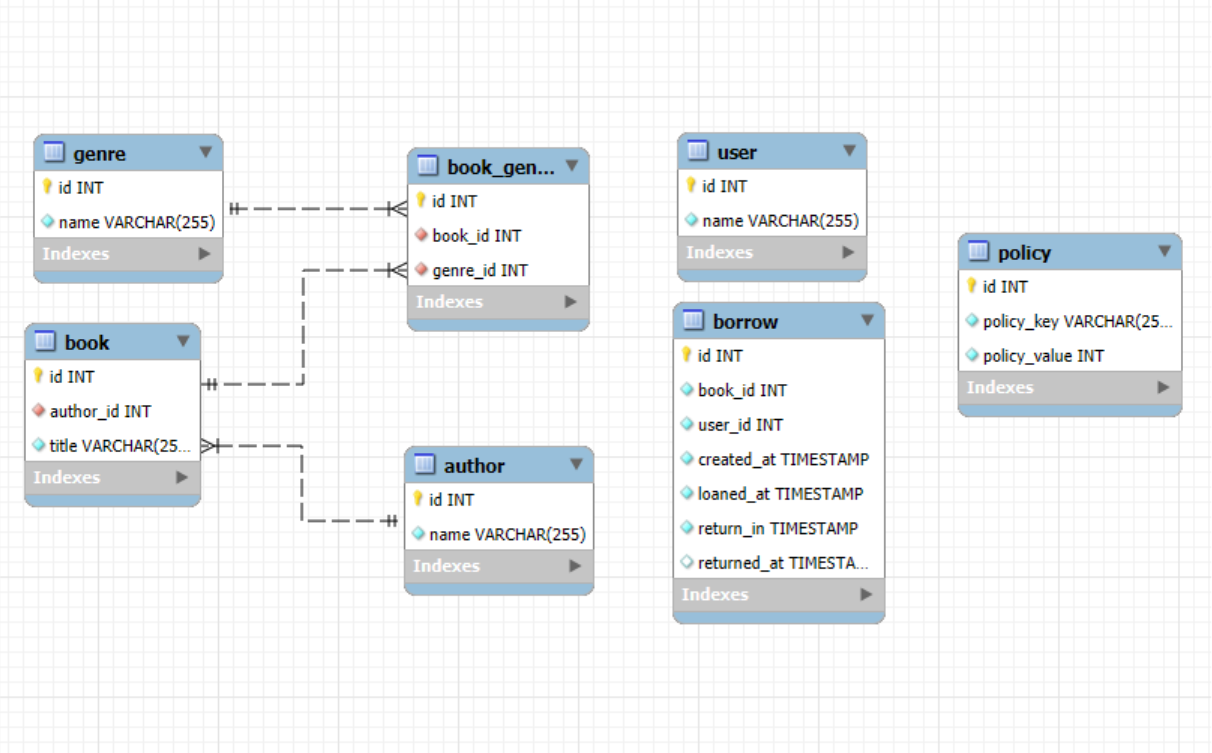 genre
id INT
name VARCHAR(255)
Indexes
book
id INT
author_id INT
title VARCHAR(25...
Indexes
book_gen...
id INT
book_id INT
genre_id INT
Indexes
author
id INT
name VARCHAR(255)
Indexes
user
id INT
name VARCHAR(255)
Indexes
borrow
id INT
book_id INT
user_id INT
created_at TIMESTAMP
loaned_at TIMESTAMP
return_in TIMESTAMP
returned_at TIMESTA...
Indexes
policy
id INT
policy_key VARCHAR(25...
policy_value INT
Indexes